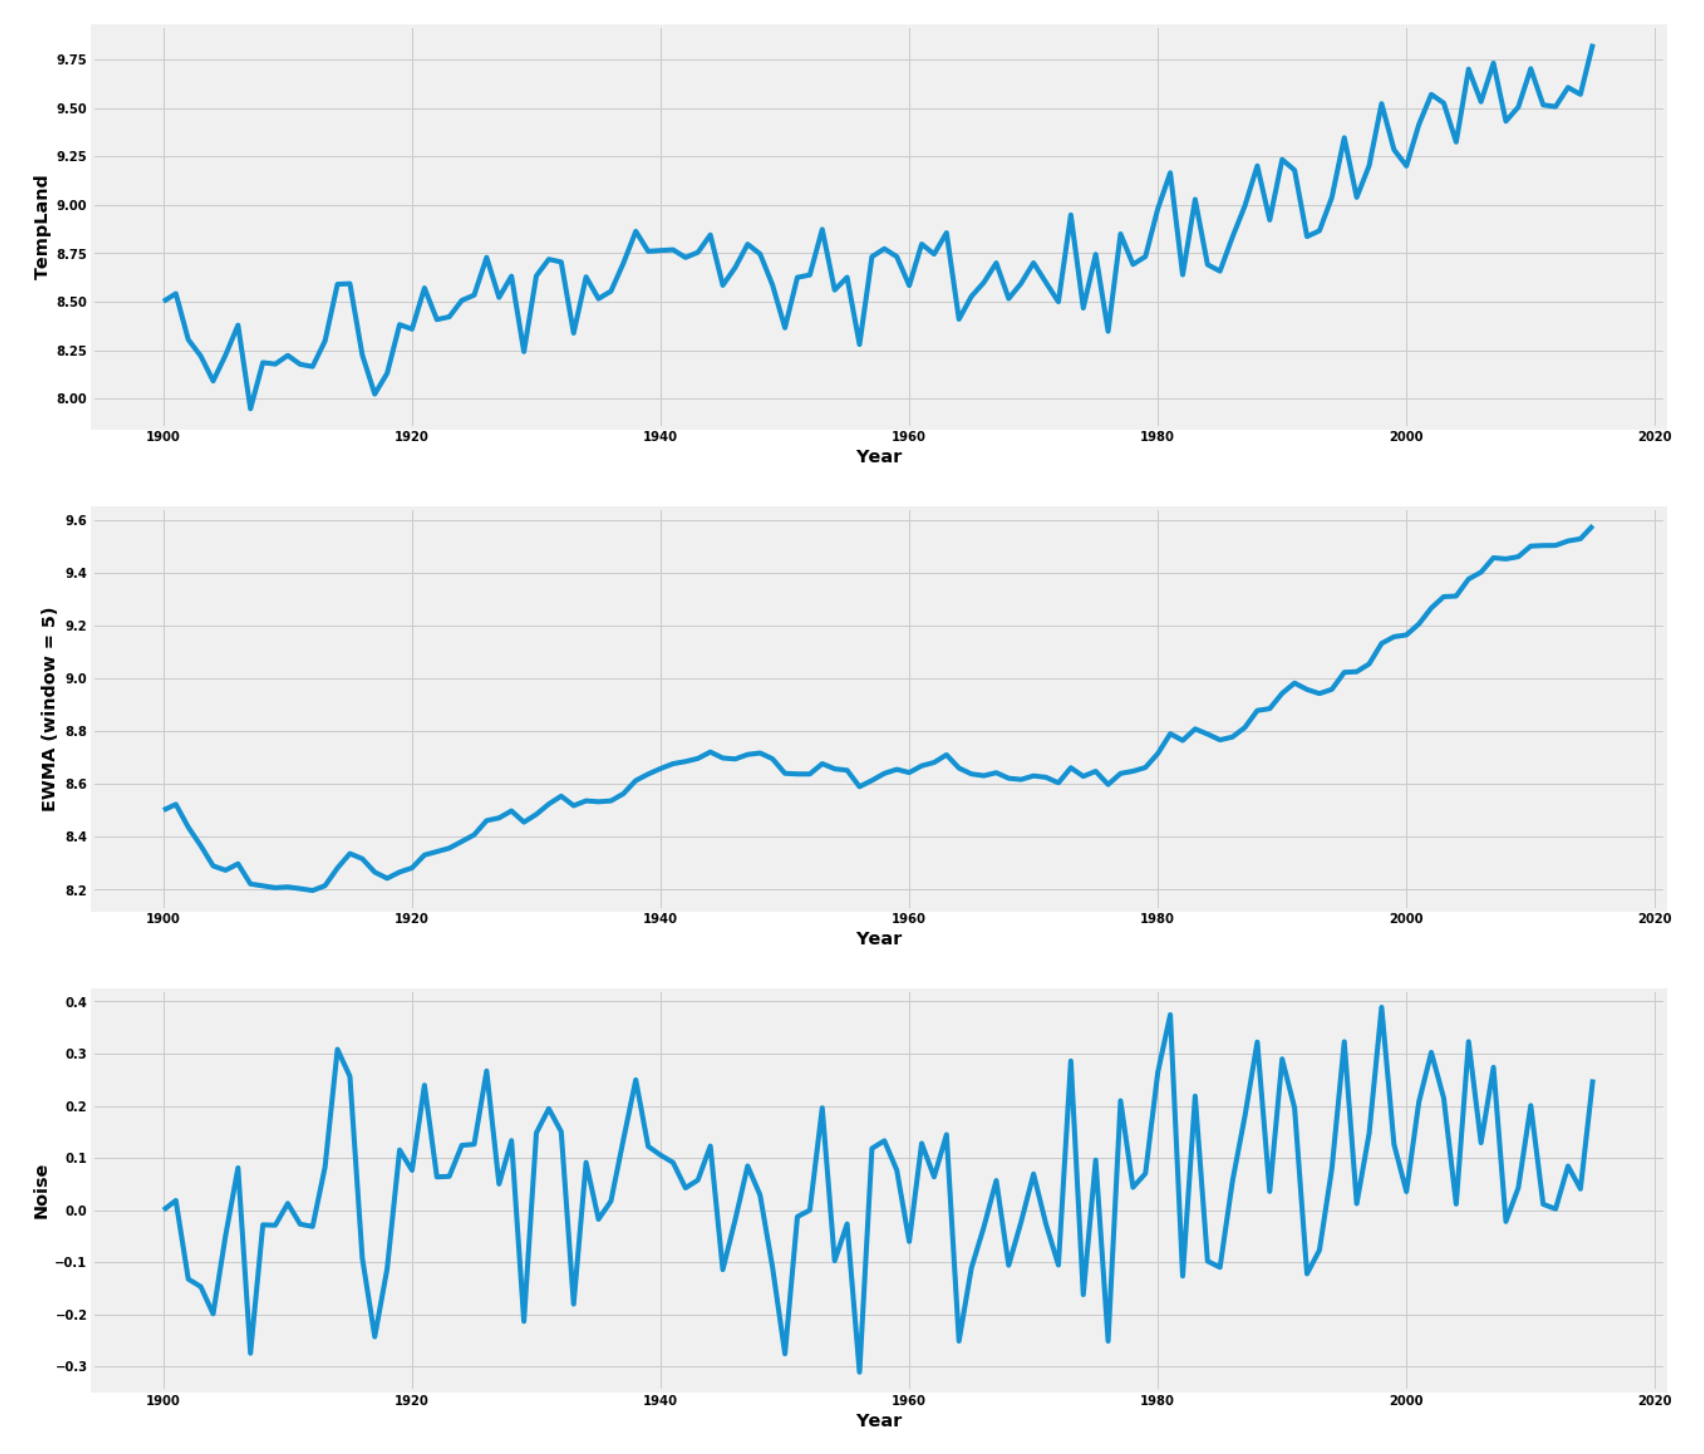 TempLand
9.75
9.50
9.25
9.00
8.75
8.50
8.25
8.00
1900 1920 1940 1960 1980 2000 2020
Year
EWMA (window = 5)
9.6
9.4
9.2
9.0
8.8
8.6
8.4
8.2
1900 1920 1940 1960 1980 2000 2020
Year
Noise
0.4
0.3
0.2
0.1
0.0
−0.1
−0.2
−0.3
1900 1920 1940 1960 1980 2000 2020
Year